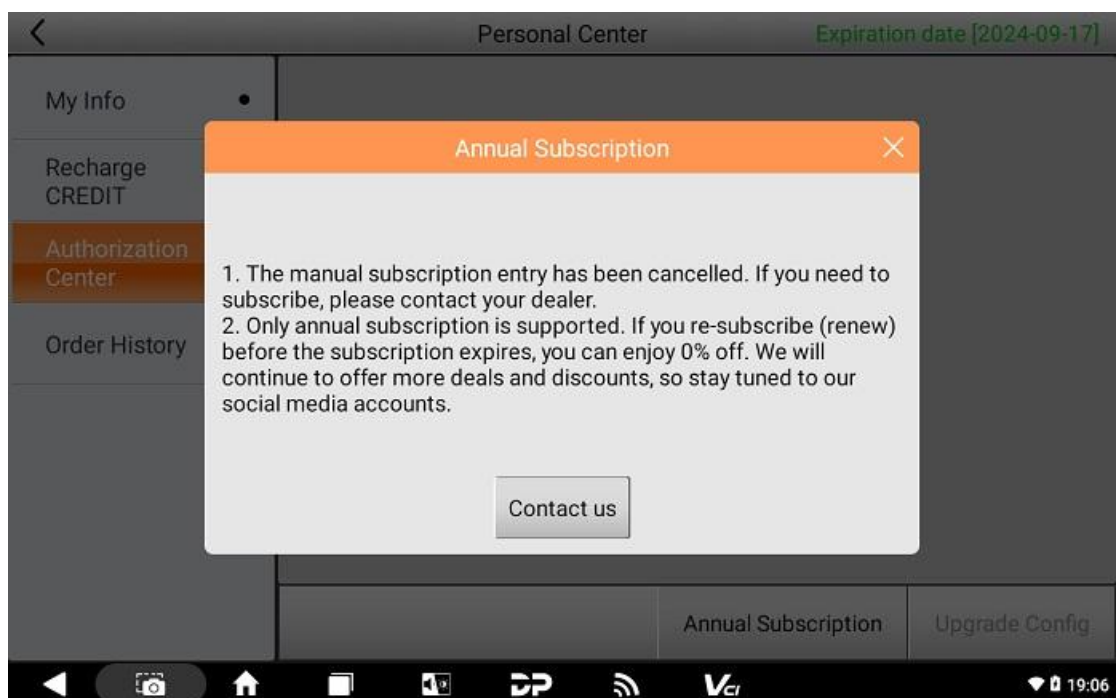 Personal Center
Expiration date [2024-09-17]
My Info
Recharge
CREDIT
Authorization
Center
Order History
Annual Subscription
1. The manual subscription entry has been cancelled. If you need to
subscribe, please contact your dealer.
2. Only annual subscription is supported. If you re-subscribe (renew)
before the subscription expires, you can enjoy 0% off. We will
continue to offer more deals and discounts, so stay tuned to our
social media accounts.
Contact us
Annual Subscription
Upgrade Config
DP
VCI
19:06